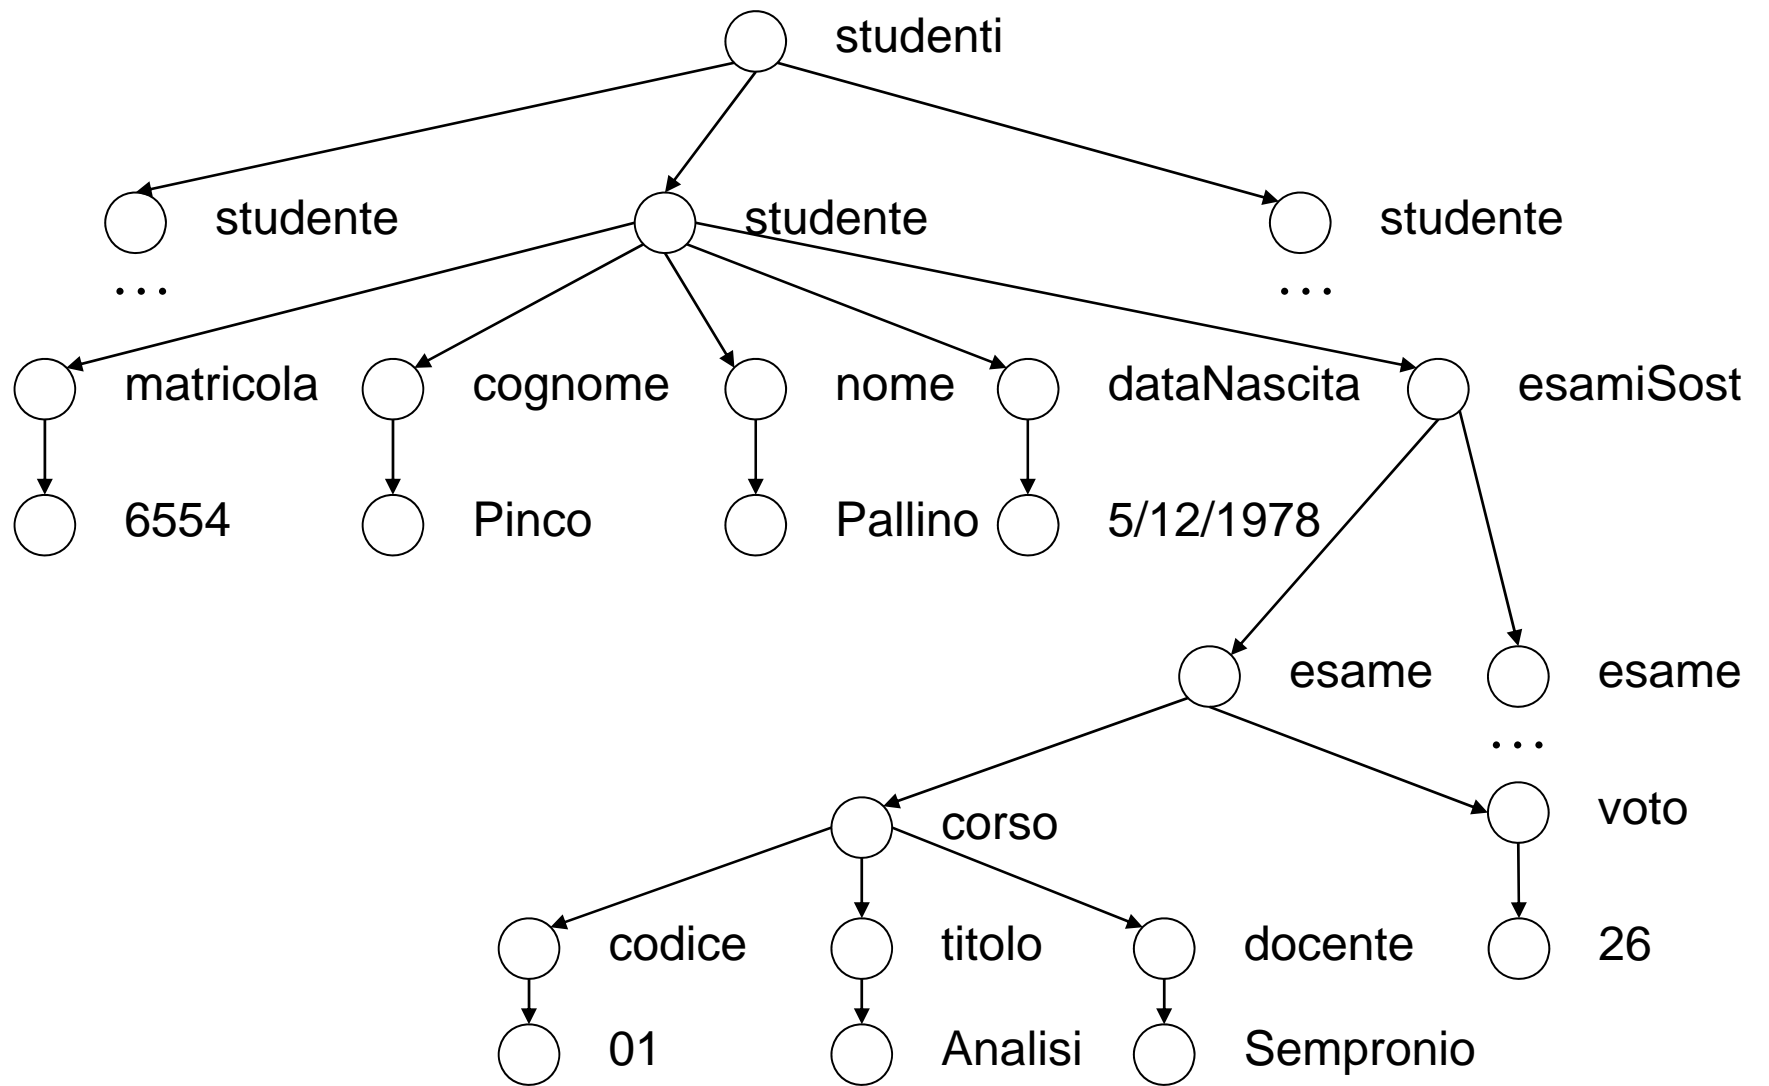 studenti
studente studente studente
... ...
matricola cognome nome dataNascita esamiSost
6554 Pinco Pallino 5/12/1978
esame esame
...
voto
corso
codice titolo docente 26
01 Analisi Sempronio